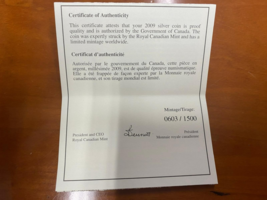 Certificate of Authenticity
This certificate attests that your 2009 silver coin is proof
quality and is authorized by the Government of Canada. The
coin was expertly struck by the Royal Canadian Mint and has a
limited mintage worldwide.
Certificat d'authenticité
Autorisée par le gouvernement du Canada, cette pièce en
argent, millésimée 2009, est de qualité épreuve numismatique.
Elle a été frappée de façon experte par la Monnaie royale
canadienne, et son tirage mondial est limité.
Mintage/Tirage:
0603 / 1500
President and CEO
Royal Canadian Mint
Président
Monnaie royale canadienne